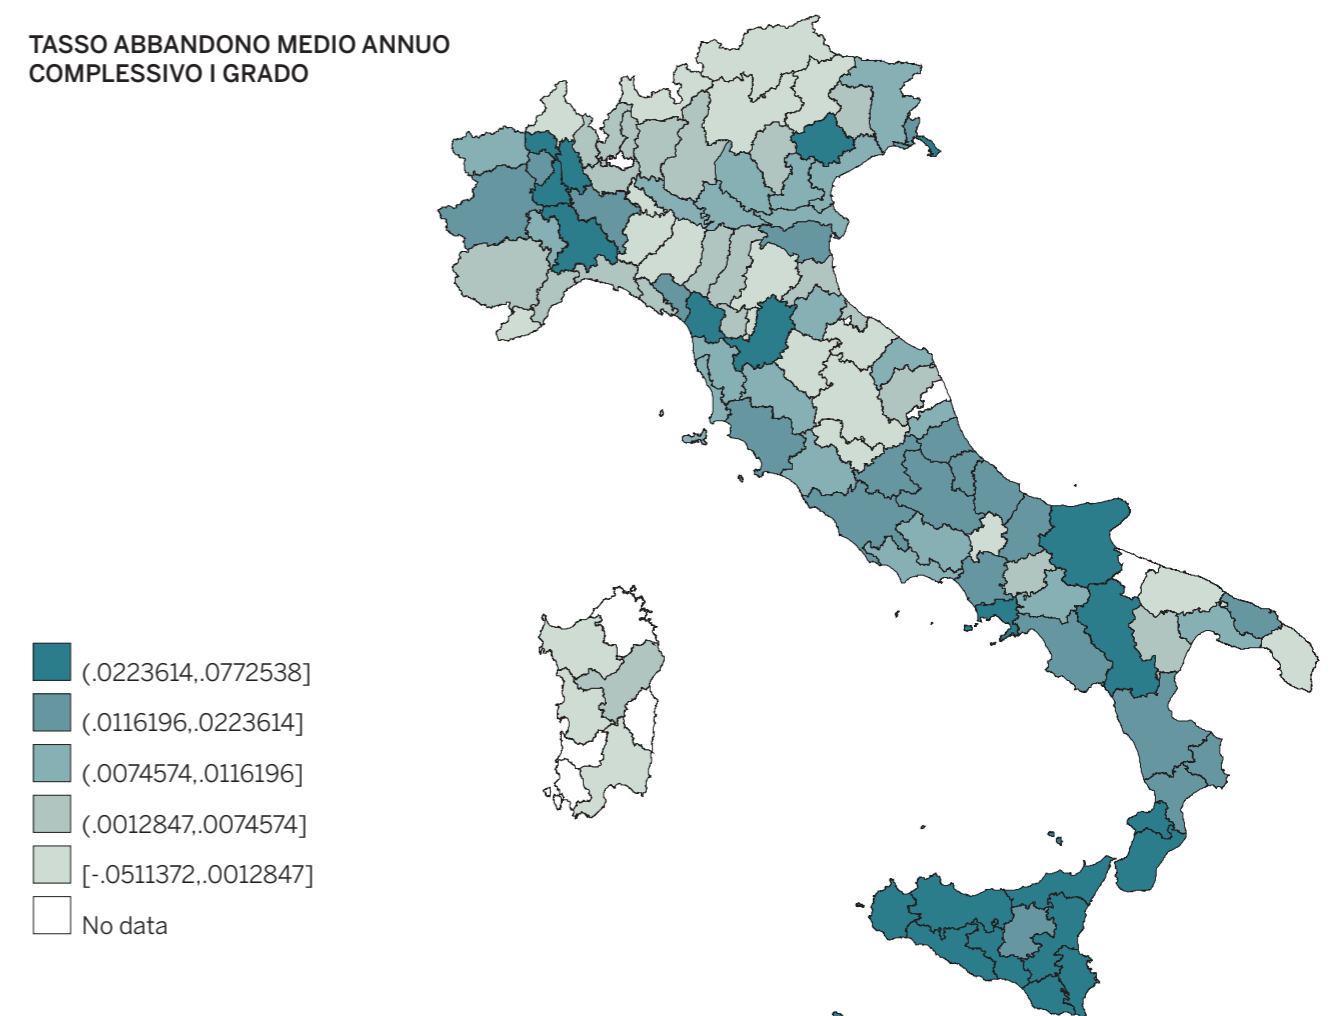 TASSO ABBANDONO MEDIO ANNUO
COMPLESSIVO I GRADO
(.0223614,.0772538]
(.0116196,.0223614]
(.0074574,.0116196]
(.0012847,.0074574]
[-.0511372,.0012847]
No data